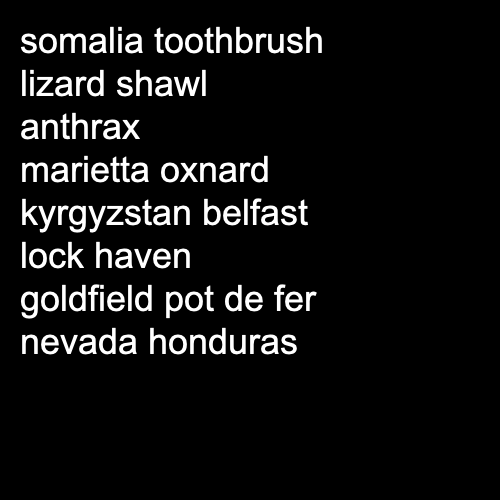 somalia toothbrush
lizard shawl
anthrax
marietta oxnard
kyrgyzstan belfast
lock haven
goldfield pot de fer
nevada honduras